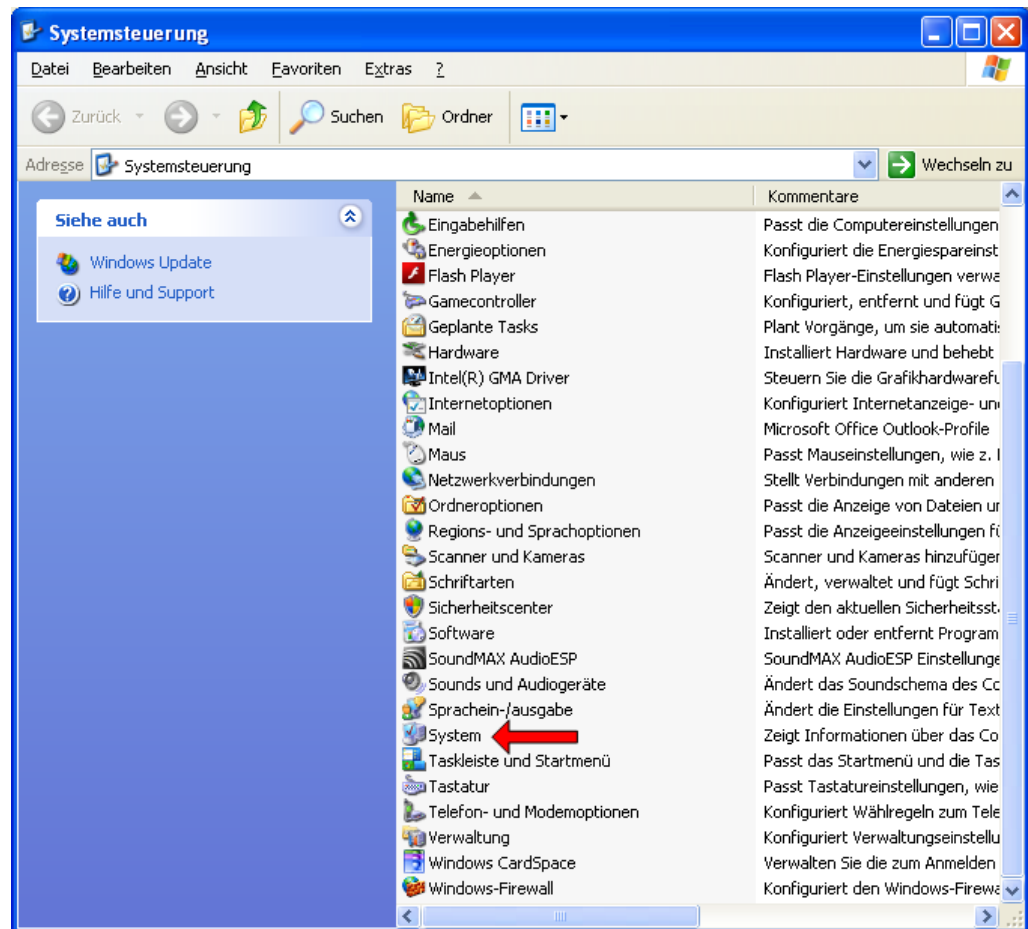 Systemsteuerung
Datei Bearbeiten Ansicht Favoriten Extras ?
Zurück Suchen Ordner
Adresse Systemsteuerung Wechseln zu
Siehe auch
Windows Update
Hilfe und Support
Name Kommentare
Eingabehilfen Passt die Computereinstellungen
Energieoptionen Konfiguriert die Energiespareinst
Flash Player Flash Player-Einstellungen verwa
Gamecontroller Konfiguriert, entfernt und fügt G
Geplante Tasks Plant Vorgänge, um sie automatis
Hardware Installiert Hardware und behebt
Intel(R) GMA Driver Steuern Sie die Grafikhardwarefu
Internetoptionen Konfiguriert Internetanzeige- und
Mail Microsoft Office Outlook-Profile
Maus Passt Mauseinstellungen, wie z.
Netzwerkverbindungen Stellt Verbindungen mit anderen
Ordneroptionen Passt die Anzeige von Dateien un
Regions- und Sprachoptionen Passt die Anzeigeeinstellungen fü
Scanner und Kameras Scanner und Kameras hinzufügen
Schriftarten Ändert, verwaltet und fügt Schri
Sicherheitscenter Zeigt den aktuellen Sicherheitsst
Software Installiert oder entfernt Program
SoundMAX AudioESP SoundMAX AudioESP Einstellunge
Sounds und Audiogeräte Ändert das Soundschema des Co
Sprachein-/ausgabe Ändert die Einstellungen für Text
System Zeigt Informationen über das Co
Taskleiste und Startmenü Passt das Startmenü und die Tas
Tastatur Passt Tastatureinstellungen, wie
Telefon- und Modemoptionen Konfiguriert Wählregeln zum Tele
Verwaltung Konfiguriert Verwaltungseinstellu
Windows CardSpace Verwalten Sie die zum Anmelden
Windows-Firewall Konfiguriert den Windows-Firewa